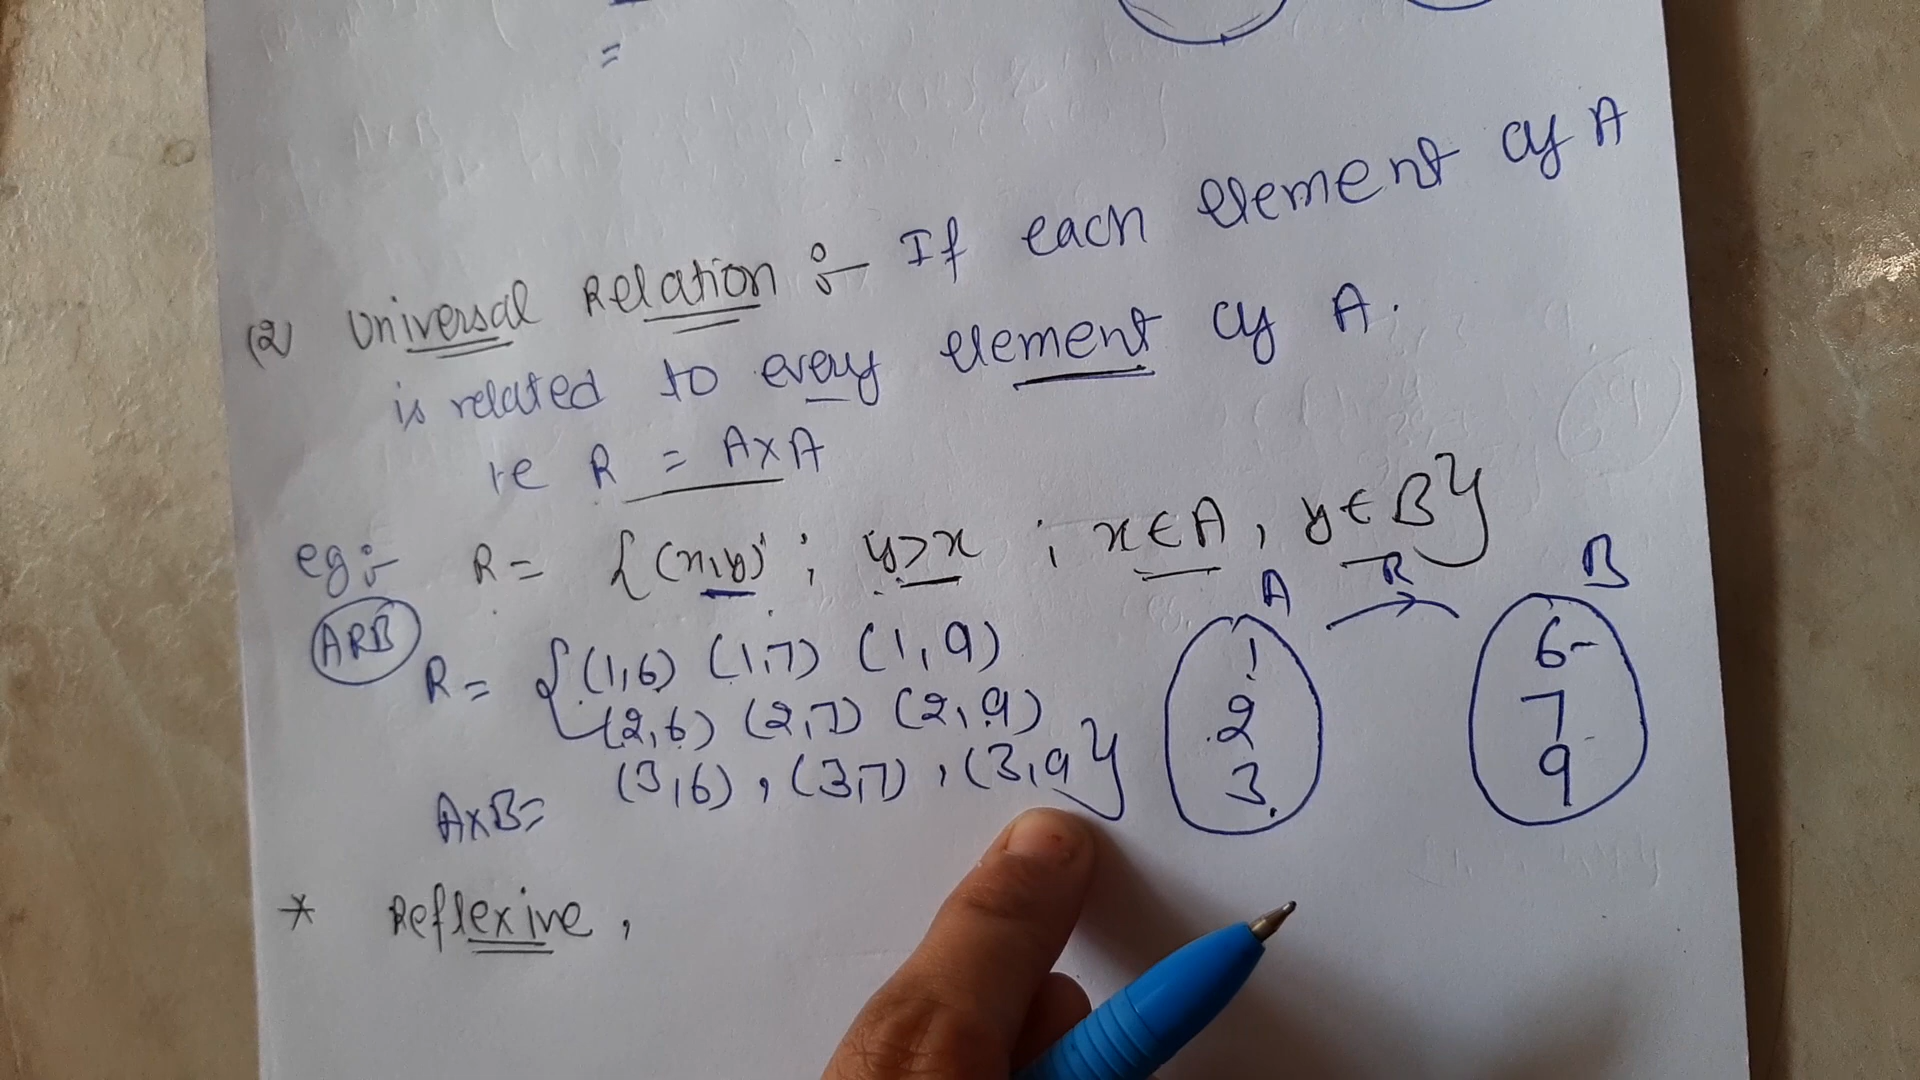 =
(2) Universal Relation :- If each element of A
is related to every element of A.
ie R = A×A
eg:- R = {(x,y) ; y>x ; x∈A, y∈B}
ARB
R = {(1,6) (1,7) (1,9)
(2,6) (2,7) (2,9)
(3,6), (3,7), (3,9}
A×B=
A R B
1 6
2 7
3 9
* Reflexive,